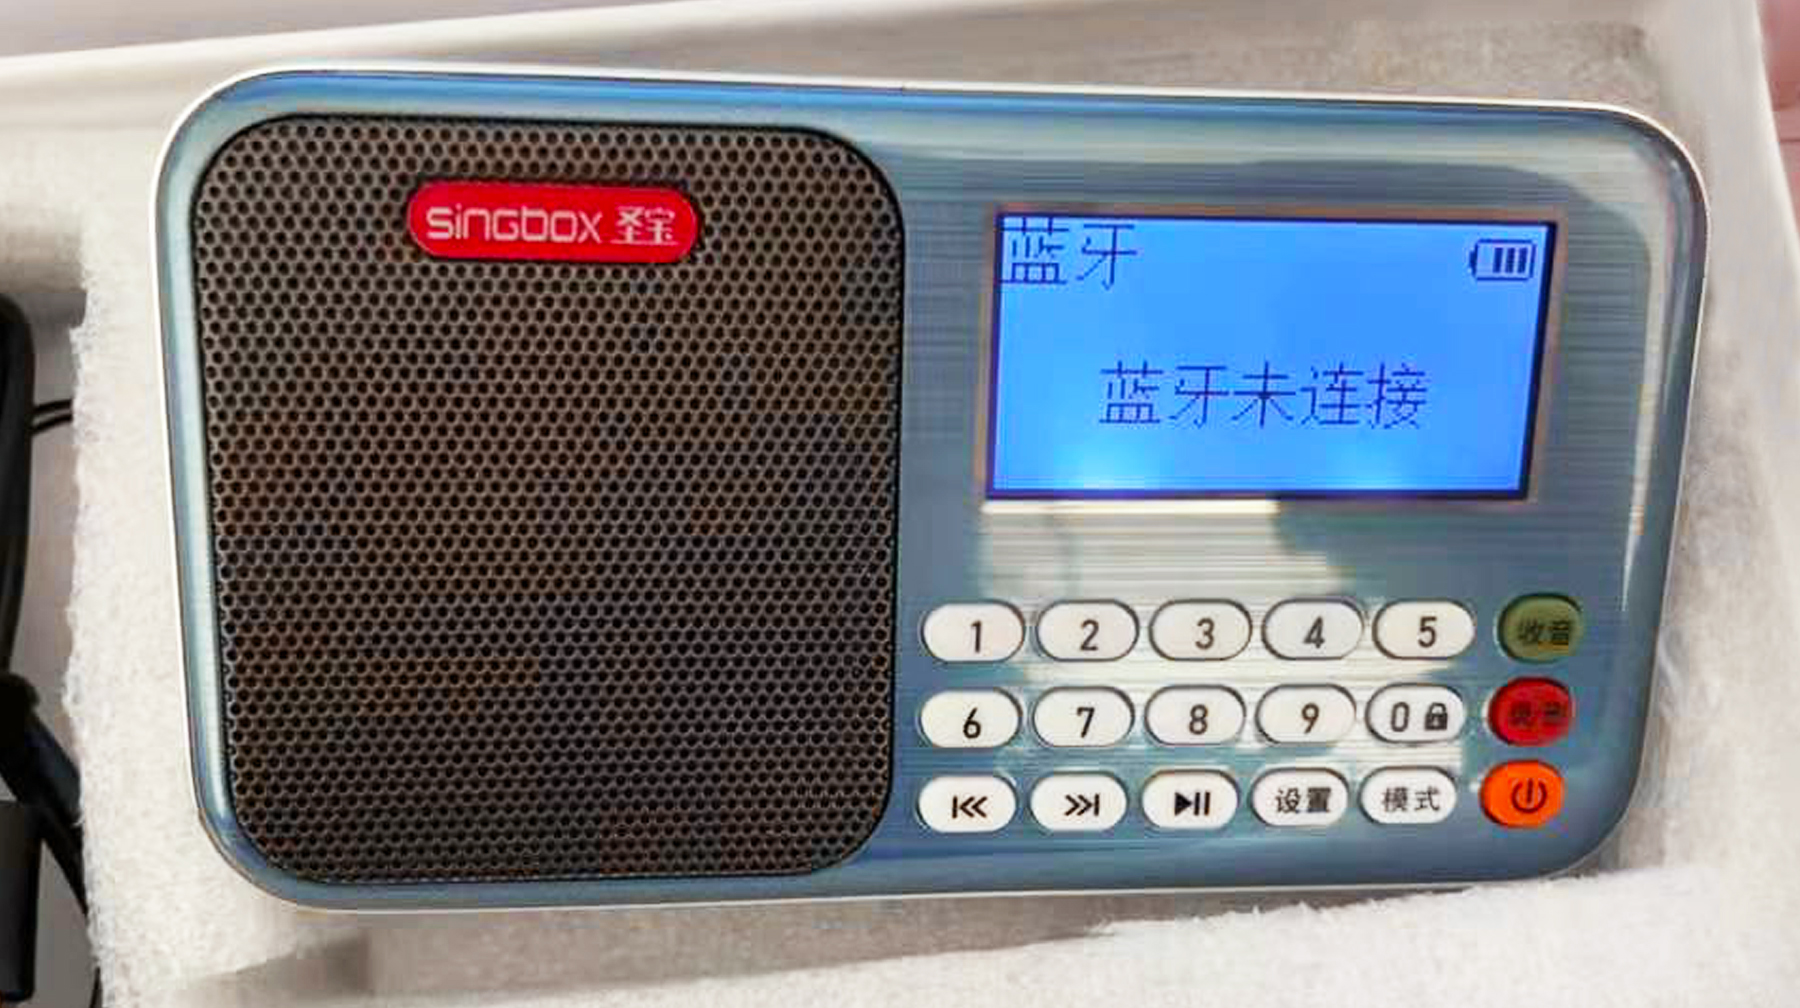 singbox 圣宝
蓝牙
蓝牙未连接
1 2 3 4 5 收音
6 7 8 9 0
设置 模式